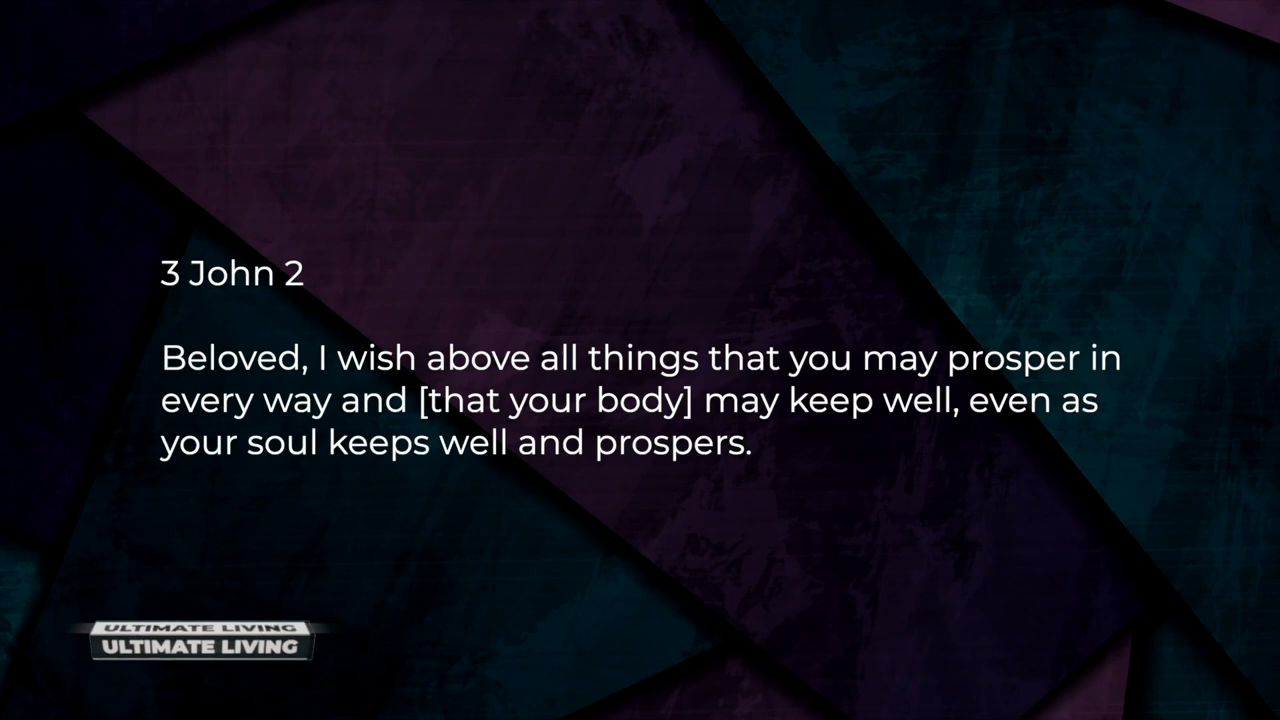 3 John 2
Beloved, I wish above all things that you may prosper in
every way and [that your body] may keep well, even as
your soul keeps well and prospers.
ULTIMATE LIVING
ULTIMATE LIVING